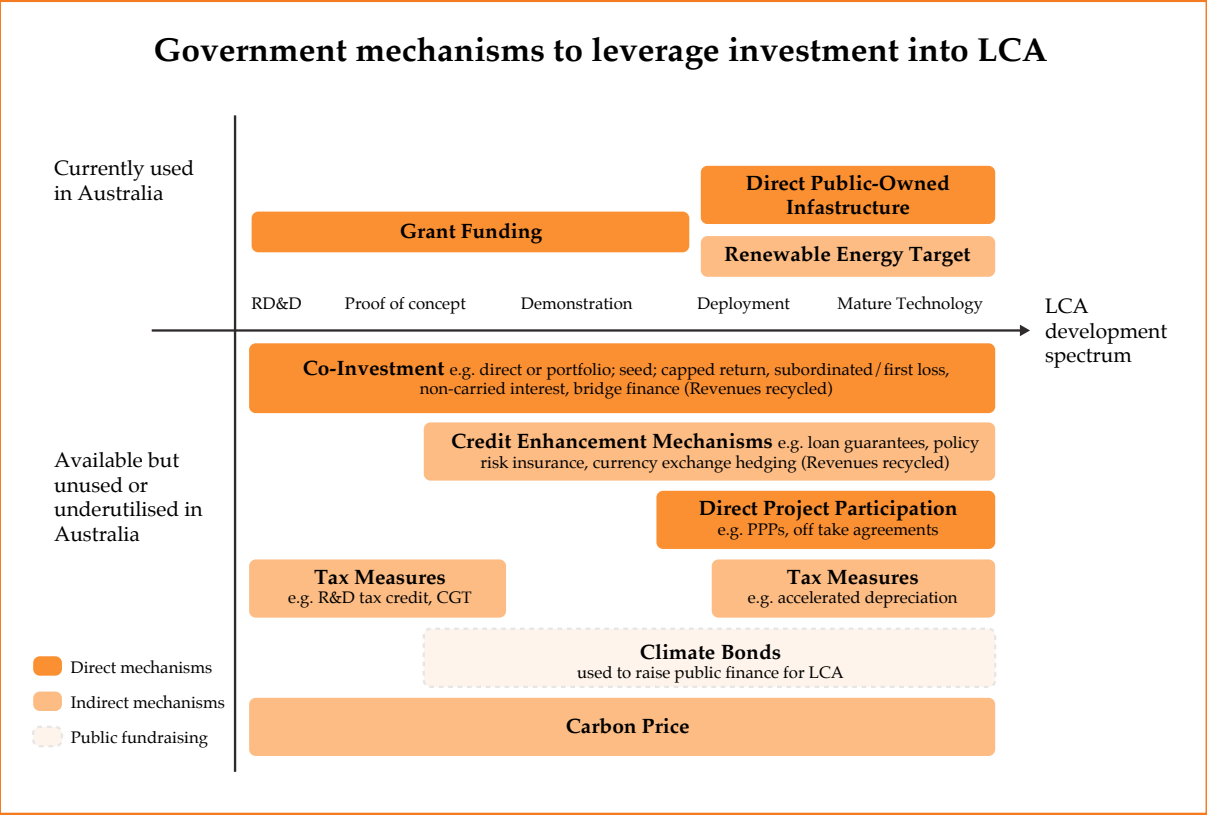 Government mechanisms to leverage investment into LCA
Currently used
in Australia
Direct Public-Owned
Infastructure
Grant Funding
Renewable Energy Target
RD&D
Proof of concept
Demonstration
Deployment
Mature Technology
LCA
development
spectrum
Co-Investment e.g. direct or portfolio; seed; capped return, subordinated/first loss,
non-carried interest, bridge finance (Revenues recycled)
Available but
unused or
underutilised in
Australia
Credit Enhancement Mechanisms e.g. loan guarantees, policy
risk insurance, currency exchange hedging (Revenues recycled)
Direct Project Participation
e.g. PPPs, off take agreements
Tax Measures
e.g. R&D tax credit, CGT
Tax Measures
e.g. accelerated depreciation
Climate Bonds
used to raise public finance for LCA
Carbon Price
Direct mechanisms
Indirect mechanisms
Public fundraising